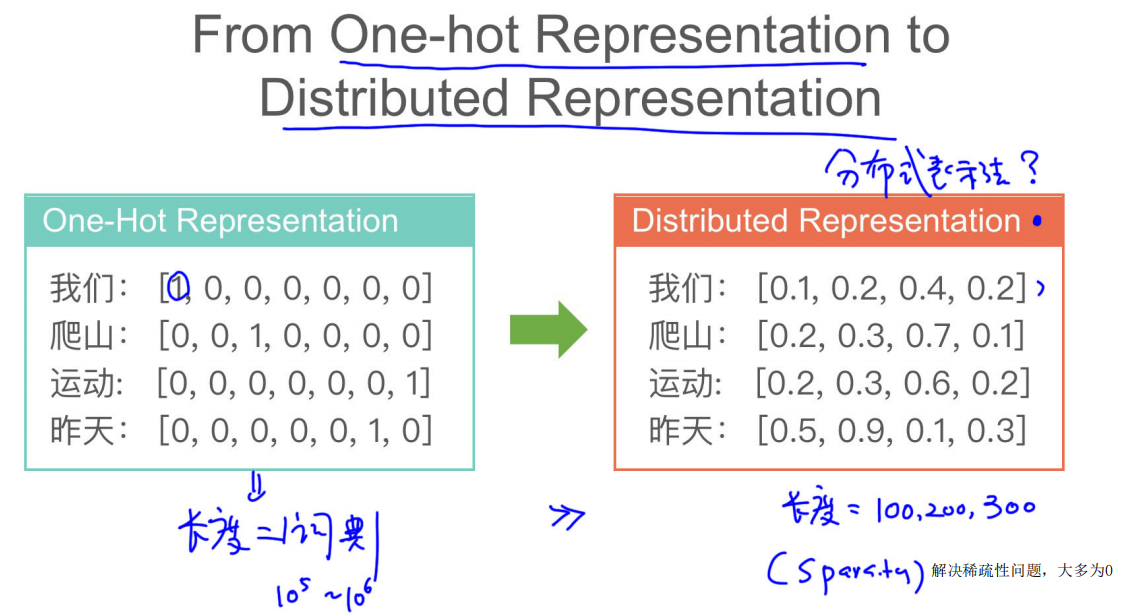 From One-hot Representation to
Distributed Representation
分布式表示法?
One-Hot Representation
我们: [1, 0, 0, 0, 0, 0, 0]
爬山: [0, 0, 1, 0, 0, 0, 0]
运动: [0, 0, 0, 0, 0, 0, 1]
昨天: [0, 0, 0, 0, 0, 1, 0]
Distributed Representation
我们: [0.1, 0.2, 0.4, 0.2]
爬山: [0.2, 0.3, 0.7, 0.1]
运动: [0.2, 0.3, 0.6, 0.2]
昨天: [0.5, 0.9, 0.1, 0.3]
⇓
长度=|词典|
10^5 ~10^6
>>
长度=100,200,300
(Sparsity) 解决稀疏性问题，大多为0